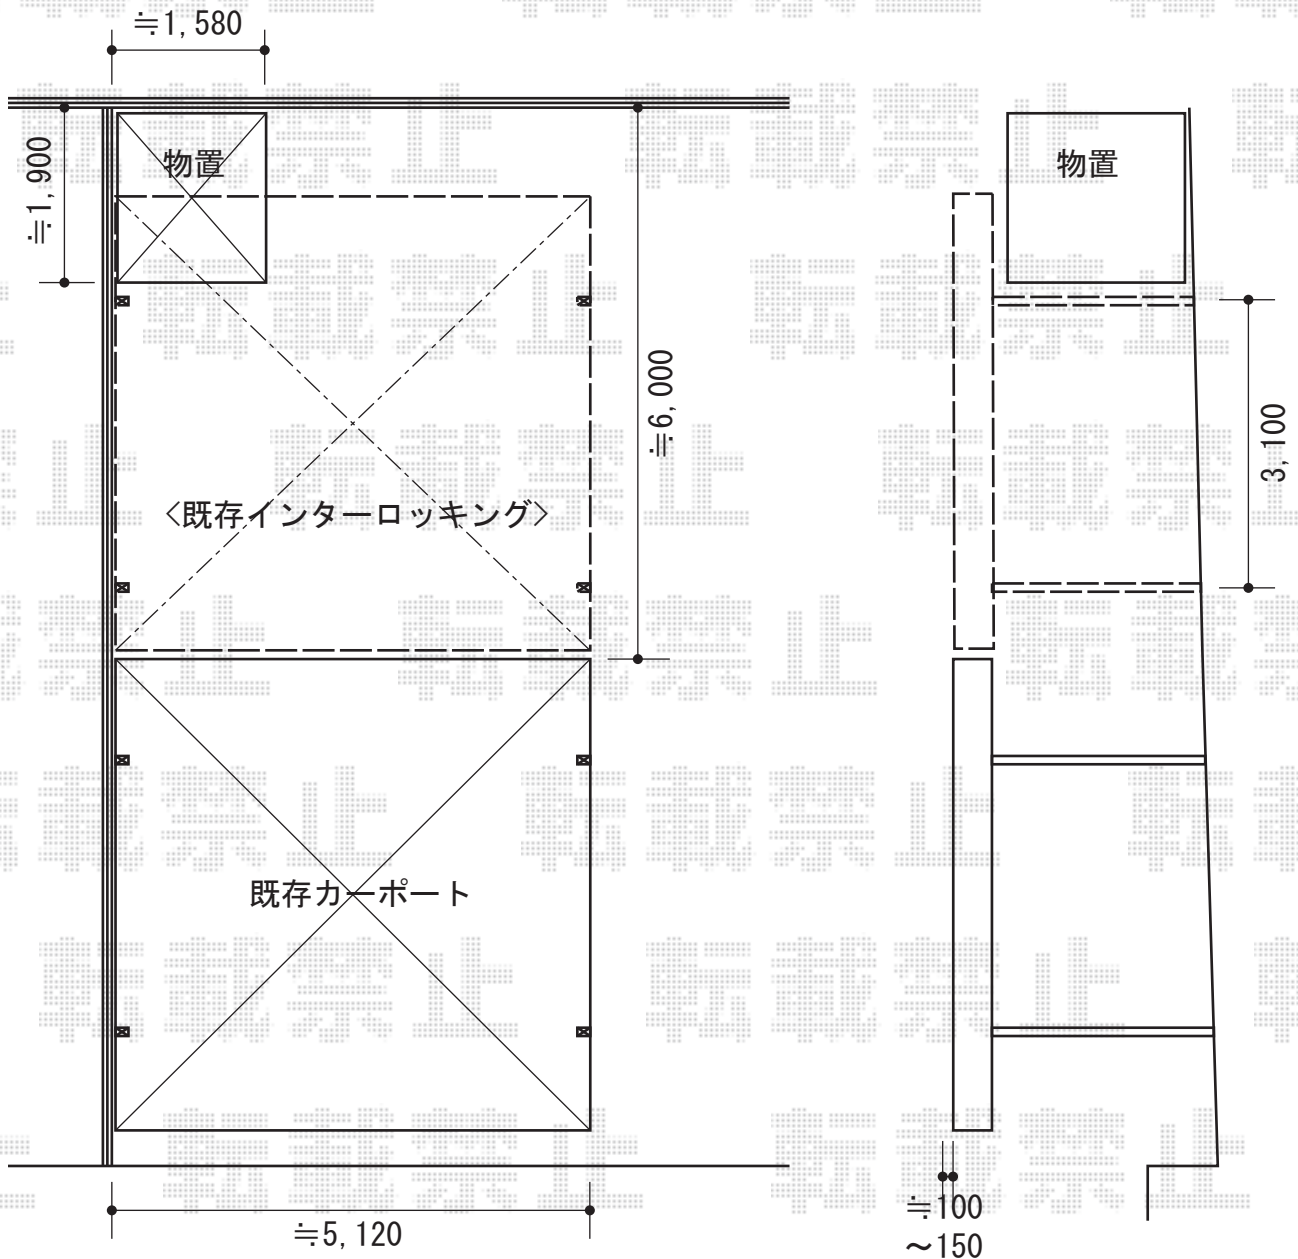 ≒1,580
≒1,900
物置
物置
≒6,000
3,100
<既存インターロッキング>
既存カーポート
≒5,120
≒100
～150
転載禁止